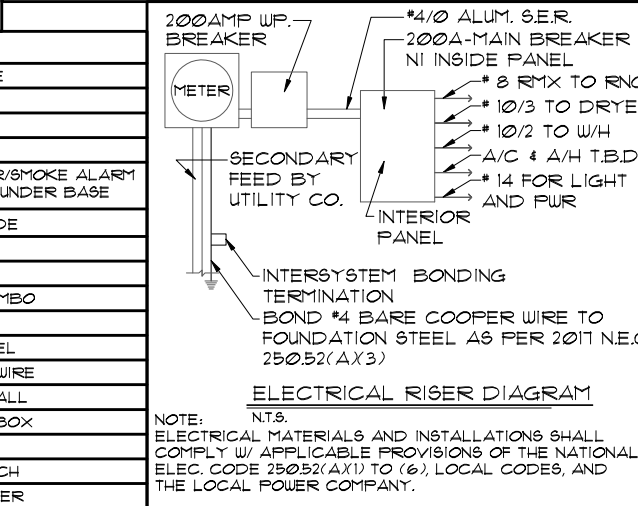 E
R/SMOKE ALARM
UNDER BASE
DE
MBO
EL
WIRE
ALL
BOX
CH
ER
200AMP WP.
BREAKER
#4/0 ALUM. S.E.R.
200A-MAIN BREAKER
N1 INSIDE PANEL
METER
# 8 RMX TO RNG
# 10/3 TO DRYE
# 10/2 TO W/H
A/C & A/H T.B.D
# 14 FOR LIGHT
AND PWR
SECONDARY
FEED BY
UTILITY CO.
INTERIOR
PANEL
INTERSYSTEM BONDING
TERMINATION
BOND #4 BARE COOPER WIRE TO
FOUNDATION STEEL AS PER 2017 N.E.C
250.52(A)(3)
ELECTRICAL RISER DIAGRAM
N.T.S.
NOTE:
ELECTRICAL MATERIALS AND INSTALLATIONS SHALL
COMPLY W/ APPLICABLE PROVISIONS OF THE NATIONAL
ELEC. CODE 250.52(A)(1) TO (6), LOCAL CODES, AND
THE LOCAL POWER COMPANY.